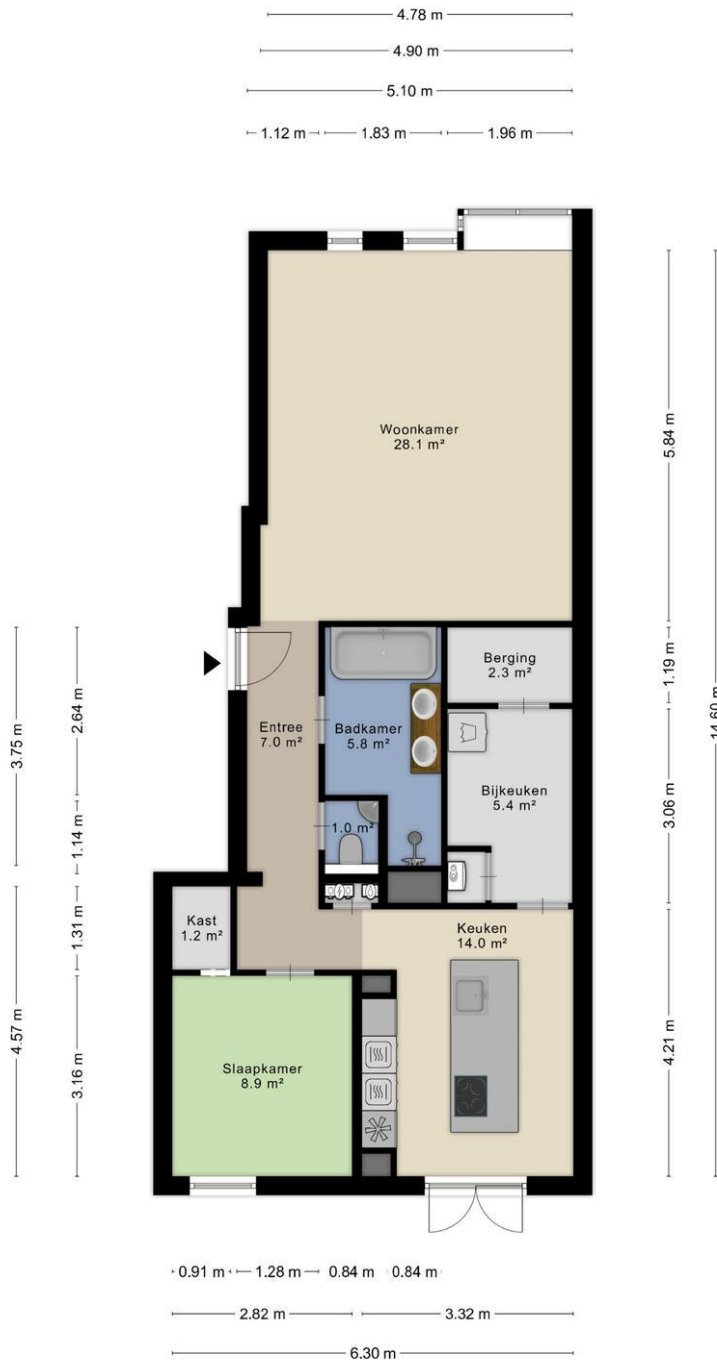 4.78 m
4.90 m
5.10 m
1.12 m
1.83 m
1.96 m
Woonkamer
28.1 m²
5.84 m
14.60 m
Berging
2.3 m²
1.19 m
Entree
7.0 m²
Badkamer
5.8 m²
2.64 m
3.75 m
Bijkeuken
5.4 m²
3.06 m
1.0 m²
1.14 m
Kast
1.2 m²
1.31 m
Keuken
14.0 m²
4.57 m
4.21 m
Slaapkamer
8.9 m²
3.16 m
0.91 m
1.28 m
0.84 m
0.84 m
2.82 m
3.32 m
6.30 m